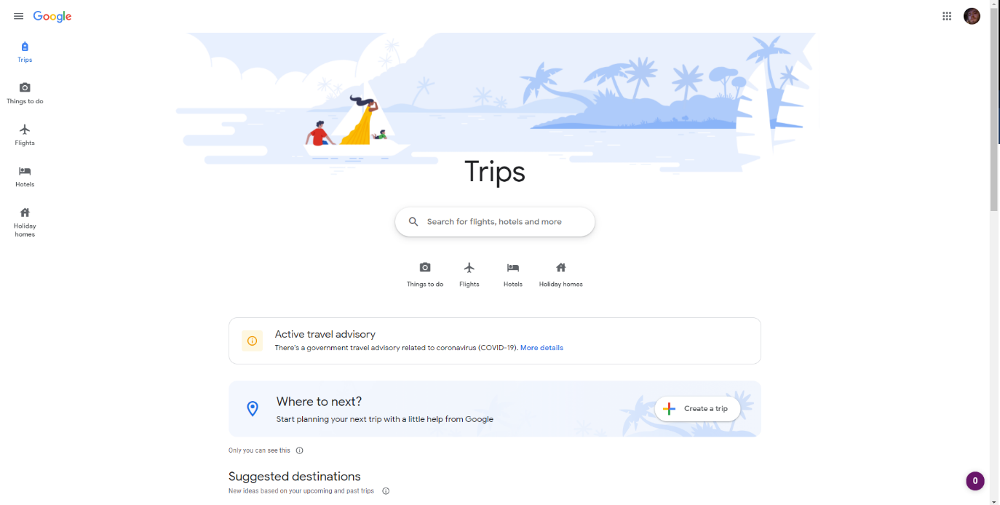 Google
Trips
Things to do
Flights
Hotels
Holiday
homes
Trips
Search for flights, hotels and more
Things to do
Flights
Hotels
Holiday homes
Active travel advisory
There's a government travel advisory related to coronavirus (COVID-19). More details
Where to next?
Start planning your next trip with a little help from Google
Create a trip
Only you can see this
Suggested destinations
New ideas based on your upcoming and past trips
0